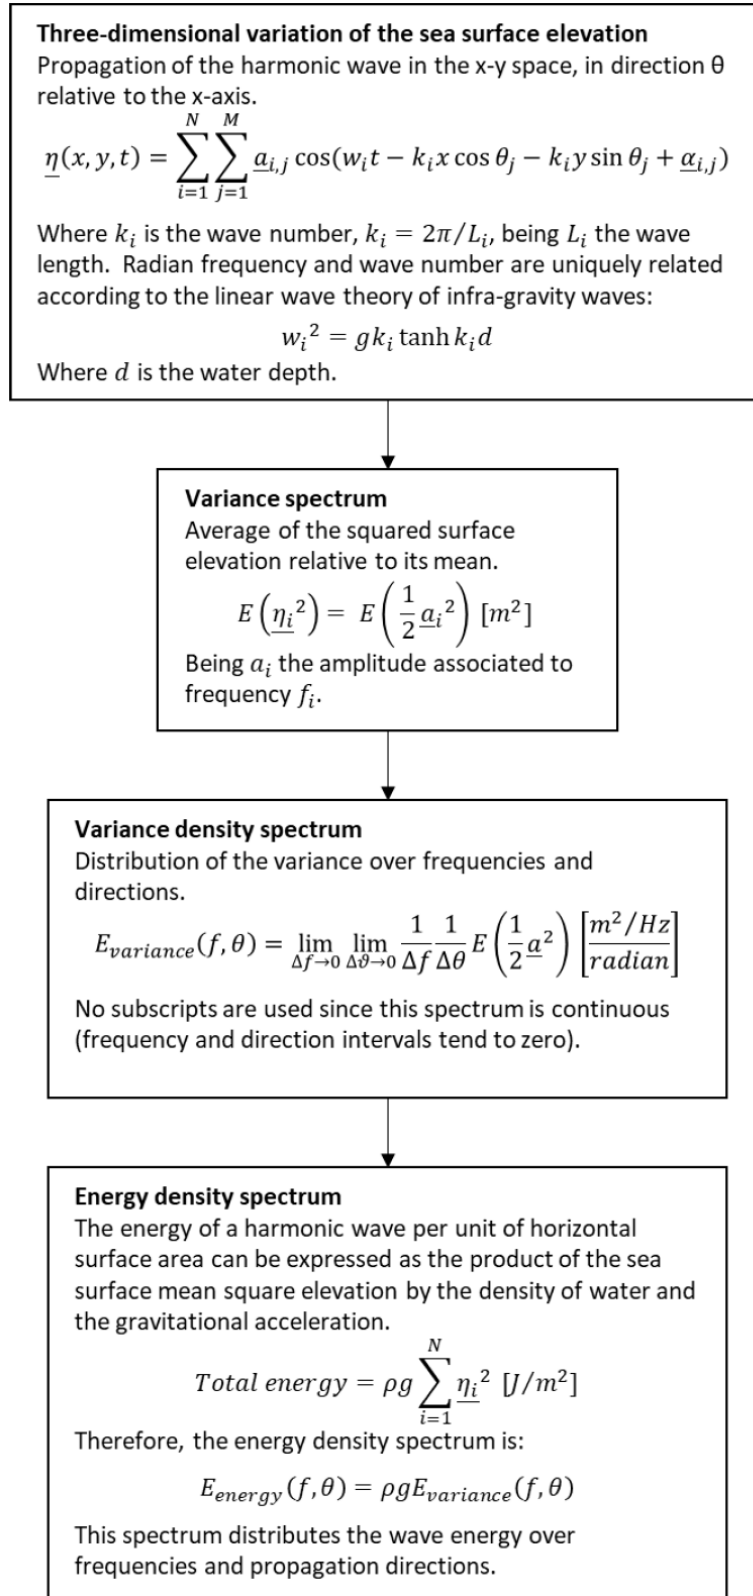 Three-dimensional variation of the sea surface elevation
Propagation of the harmonic wave in the x-y space, in direction θ
relative to the x-axis.
η(x, y, t) = ∑_{i=1}^{N} ∑_{j=1}^{M} a_{i,j} cos(w_i t − k_i x cos θ_j − k_i y sin θ_j + α_{i,j})
Where k_i is the wave number, k_i = 2π/L_i, being L_i the wave
length. Radian frequency and wave number are uniquely related
according to the linear wave theory of infra-gravity waves:
w_i² = gk_i tanh k_i d
Where d is the water depth.
Variance spectrum
Average of the squared surface
elevation relative to its mean.
E(η_i²) = E(1/2 a_i²) [m²]
Being a_i the amplitude associated to
frequency f_i.
Variance density spectrum
Distribution of the variance over frequencies and
directions.
E_{variance}(f, θ) = lim_{Δf→0} lim_{Δϑ→0} 1/Δf 1/Δθ E(1/2 a²) [m²/Hz / radian]
No subscripts are used since this spectrum is continuous
(frequency and direction intervals tend to zero).
Energy density spectrum
The energy of a harmonic wave per unit of horizontal
surface area can be expressed as the product of the sea
surface mean square elevation by the density of water and
the gravitational acceleration.
Total energy = ρg ∑_{i=1}^{N} η_i² [J/m²]
Therefore, the energy density spectrum is:
E_{energy}(f, θ) = ρgE_{variance}(f, θ)
This spectrum distributes the wave energy over
frequencies and propagation directions.